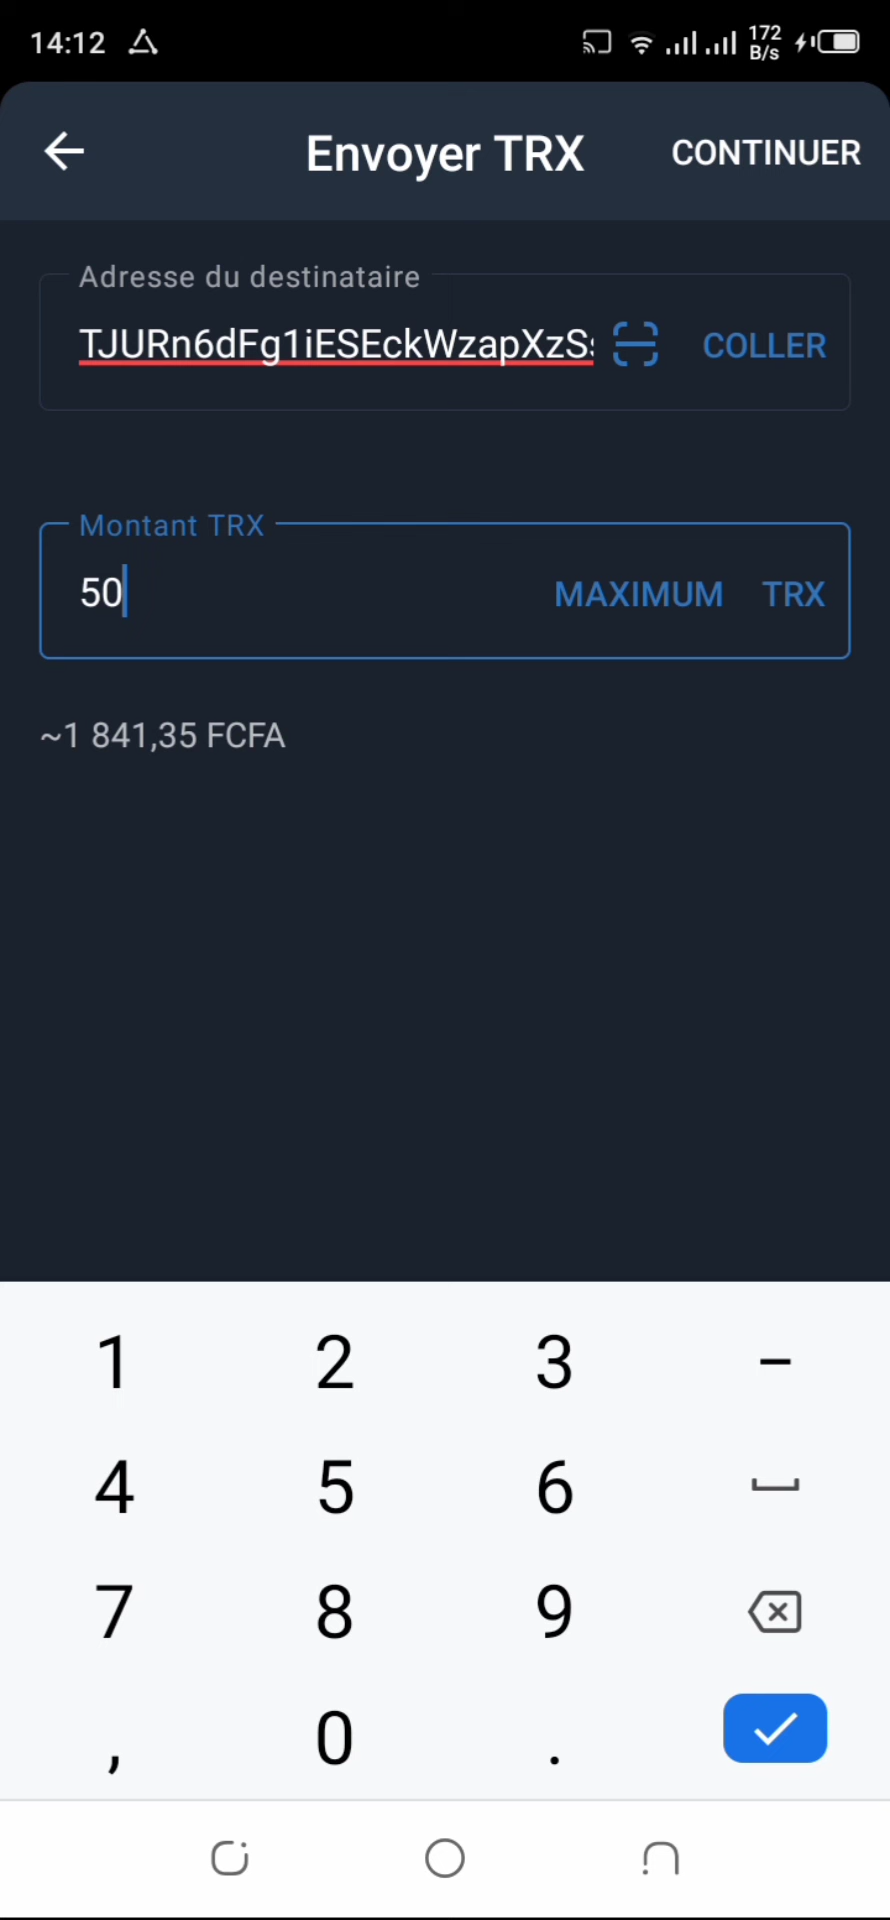 14:12
172
B/s
Envoyer TRX
CONTINUER
Adresse du destinataire
TJURn6dFg1iESEckWzapXzS
COLLER
Montant TRX
50
MAXIMUM
TRX
~1 841,35 FCFA
1 2 3 -
4 5 6
7 8 9
, 0 .